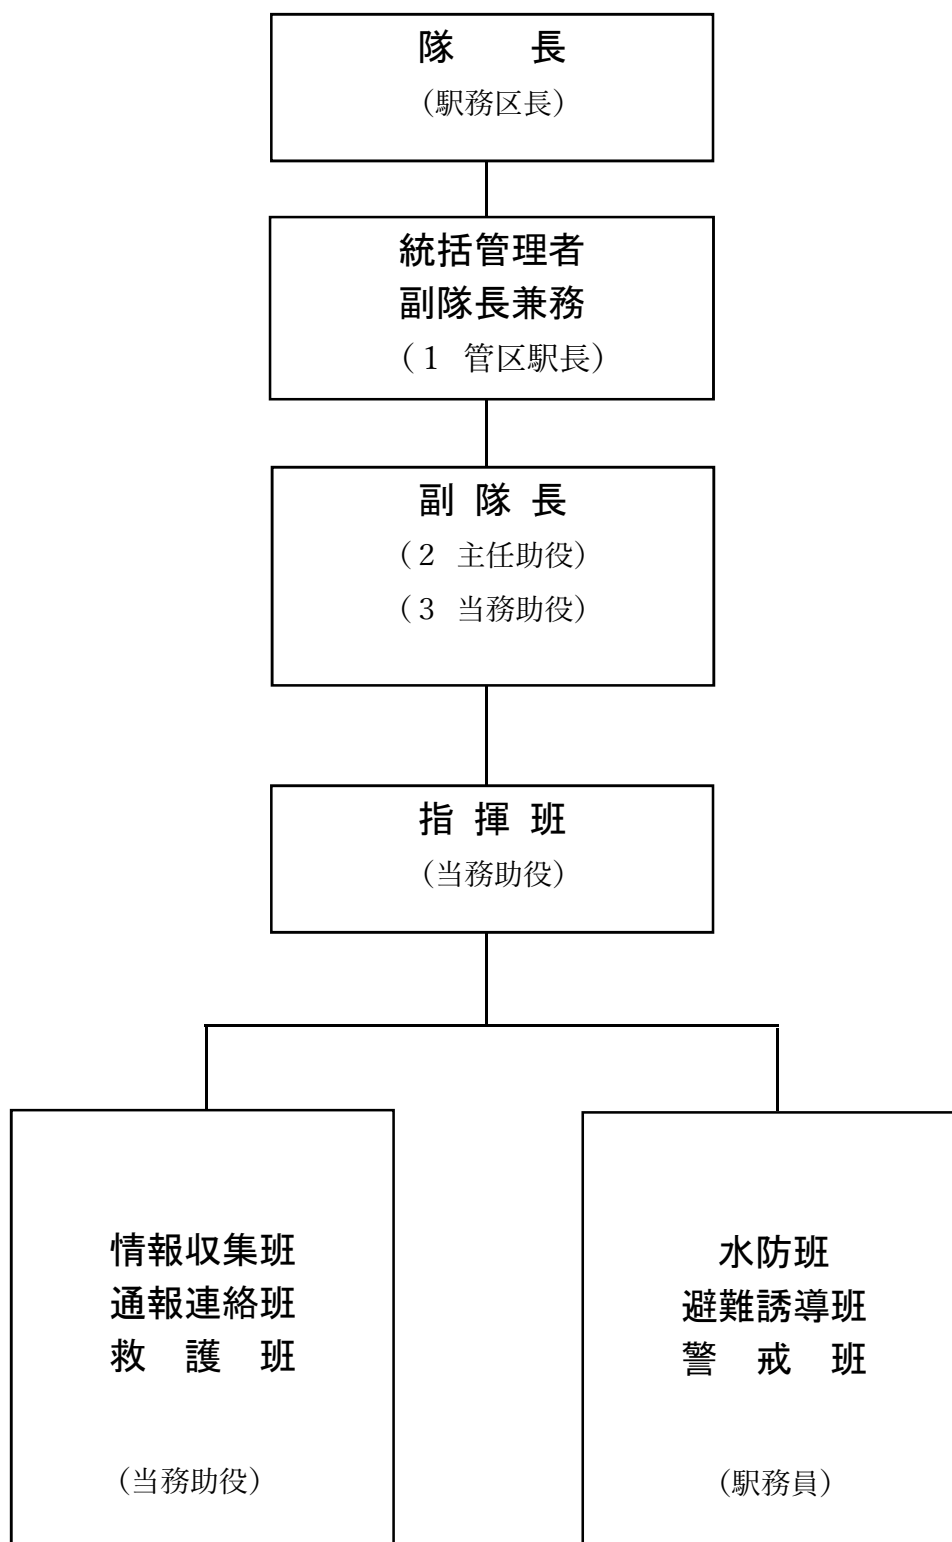 隊　　長
（駅務区長）
統括管理者
副隊長兼務
（１ 管区駅長）
副 隊 長
（２ 主任助役）
（３ 当務助役）
指 揮 班
（当務助役）
情報収集班
通報連絡班
救　護　班
（当務助役）
水防班
避難誘導班
警　戒　班
（駅務員）